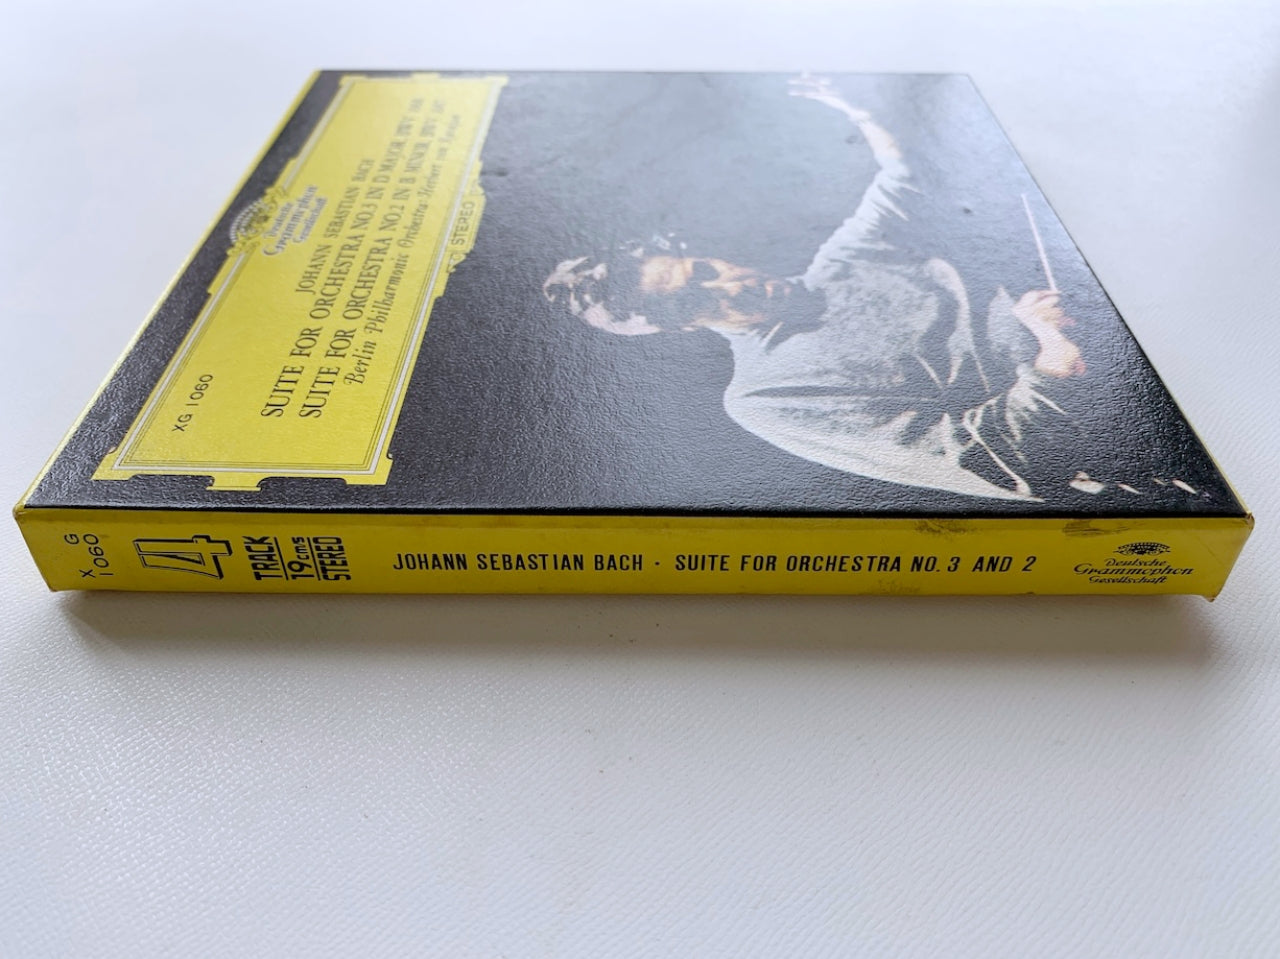 Deutsche
Grammophon
Gesellschaft
JOHANN SEBASTIAN BACH
SUITE FOR ORCHESTRA NO.3 IN D MAJOR, BWV
SUITE FOR ORCHESTRA NO.2 IN B MINOR, BWV
Berlin Philharmonic Orchestra·Herbert von Karajan
STEREO
XG 1060
XG
1060
4
TRACK
19cm/s
STEREO
JOHANN SEBASTIAN BACH · SUITE FOR ORCHESTRA NO. 3 AND 2
Deutsche
Grammophon
Gesellschaft